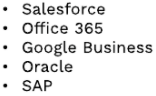 • Salesforce
• Office 365
• Google Business
• Oracle
• SAP